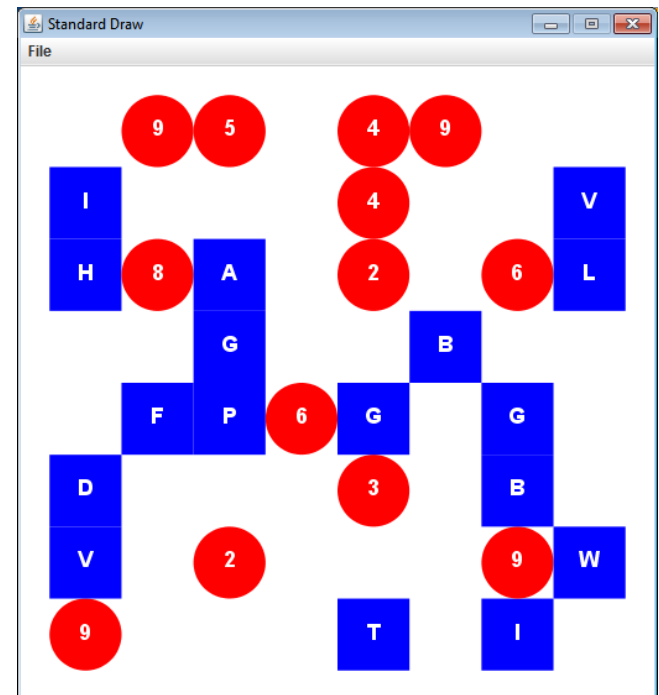 Standard Draw
File
9 5 4 9
I 4 V
H 8 A 2 6 L
G B
F P 6 G G
D 3 B
V 2 9 W
9 T I